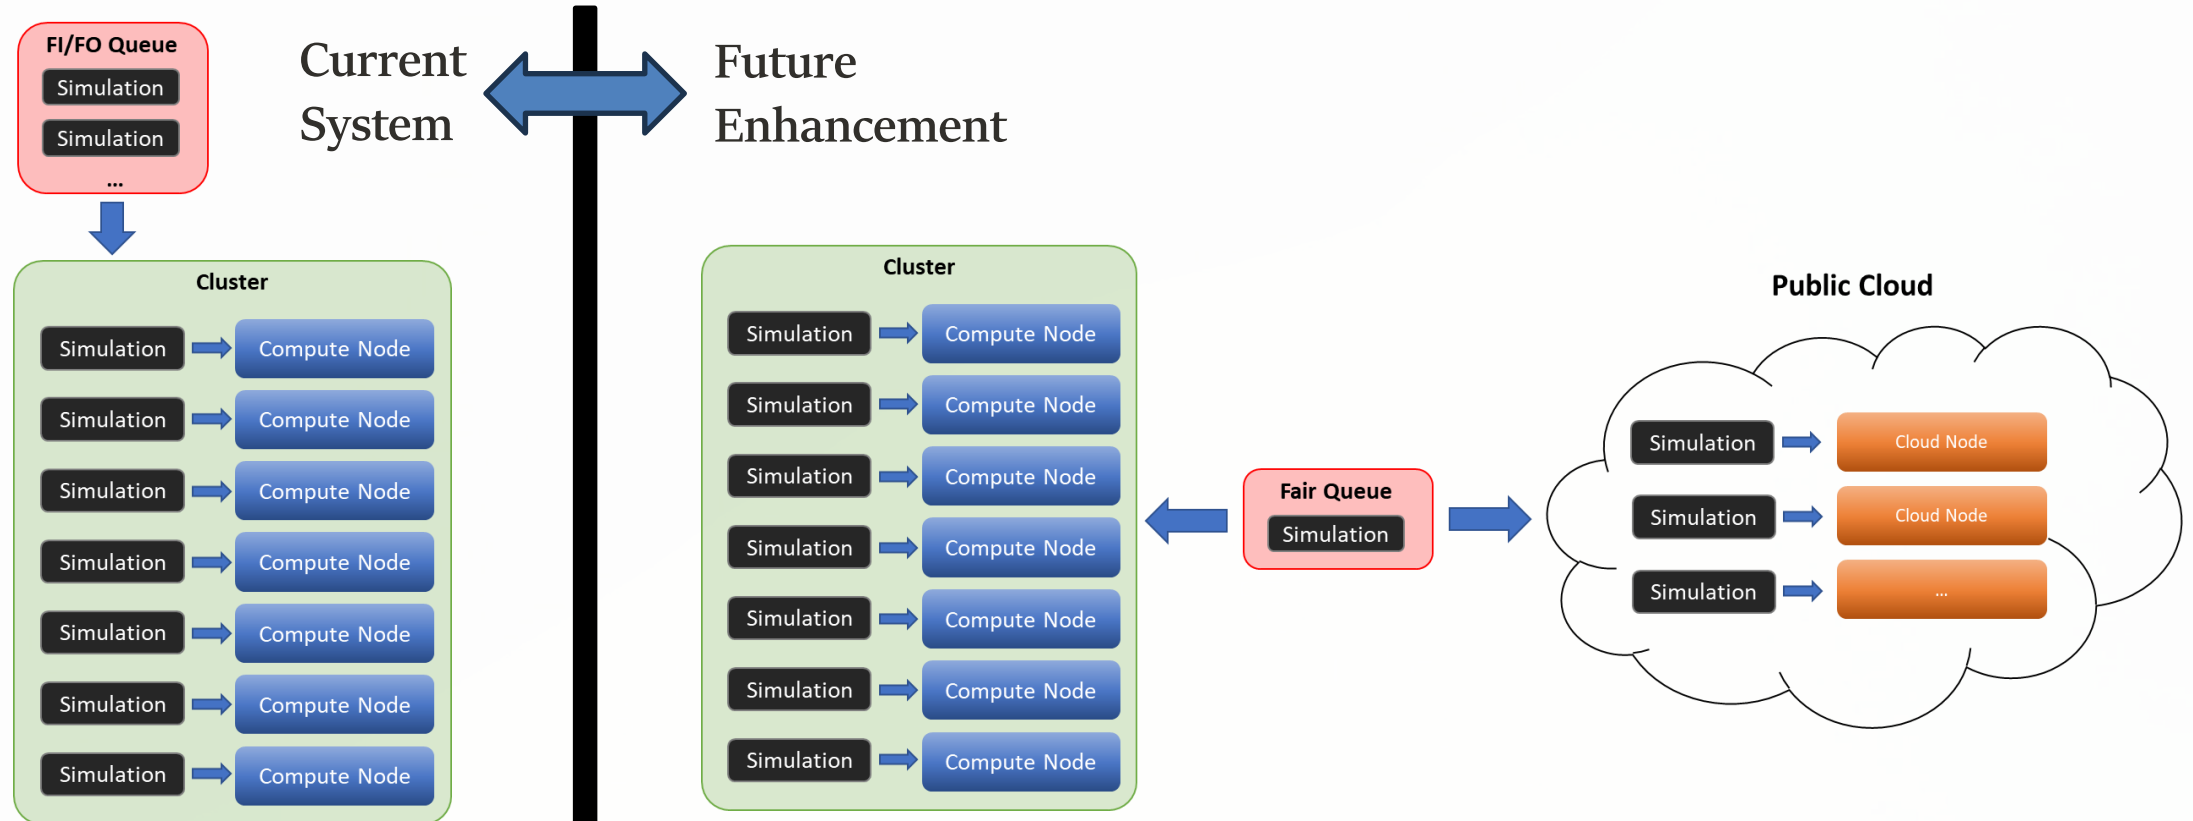 FI/FO Queue
Simulation
Simulation
...
Current
System
Future
Enhancement
Cluster
Simulation
Compute Node
Simulation
Compute Node
Simulation
Compute Node
Simulation
Compute Node
Simulation
Compute Node
Simulation
Compute Node
Simulation
Compute Node
Cluster
Simulation
Compute Node
Simulation
Compute Node
Simulation
Compute Node
Simulation
Compute Node
Simulation
Compute Node
Simulation
Compute Node
Simulation
Compute Node
Fair Queue
Simulation
Public Cloud
Simulation
Cloud Node
Simulation
Cloud Node
Simulation
...